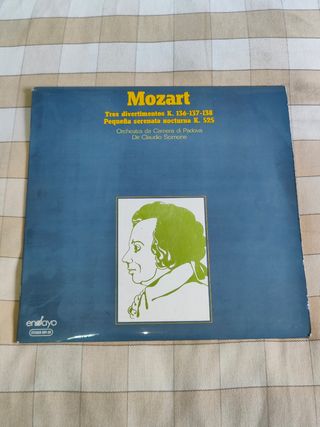 Mozart
Tres divertimentos K. 136-137-138
Pequeña serenata nocturna K. 525
Orchestra da Camera di Padova
Dir. Claudio Scimone
ensayo